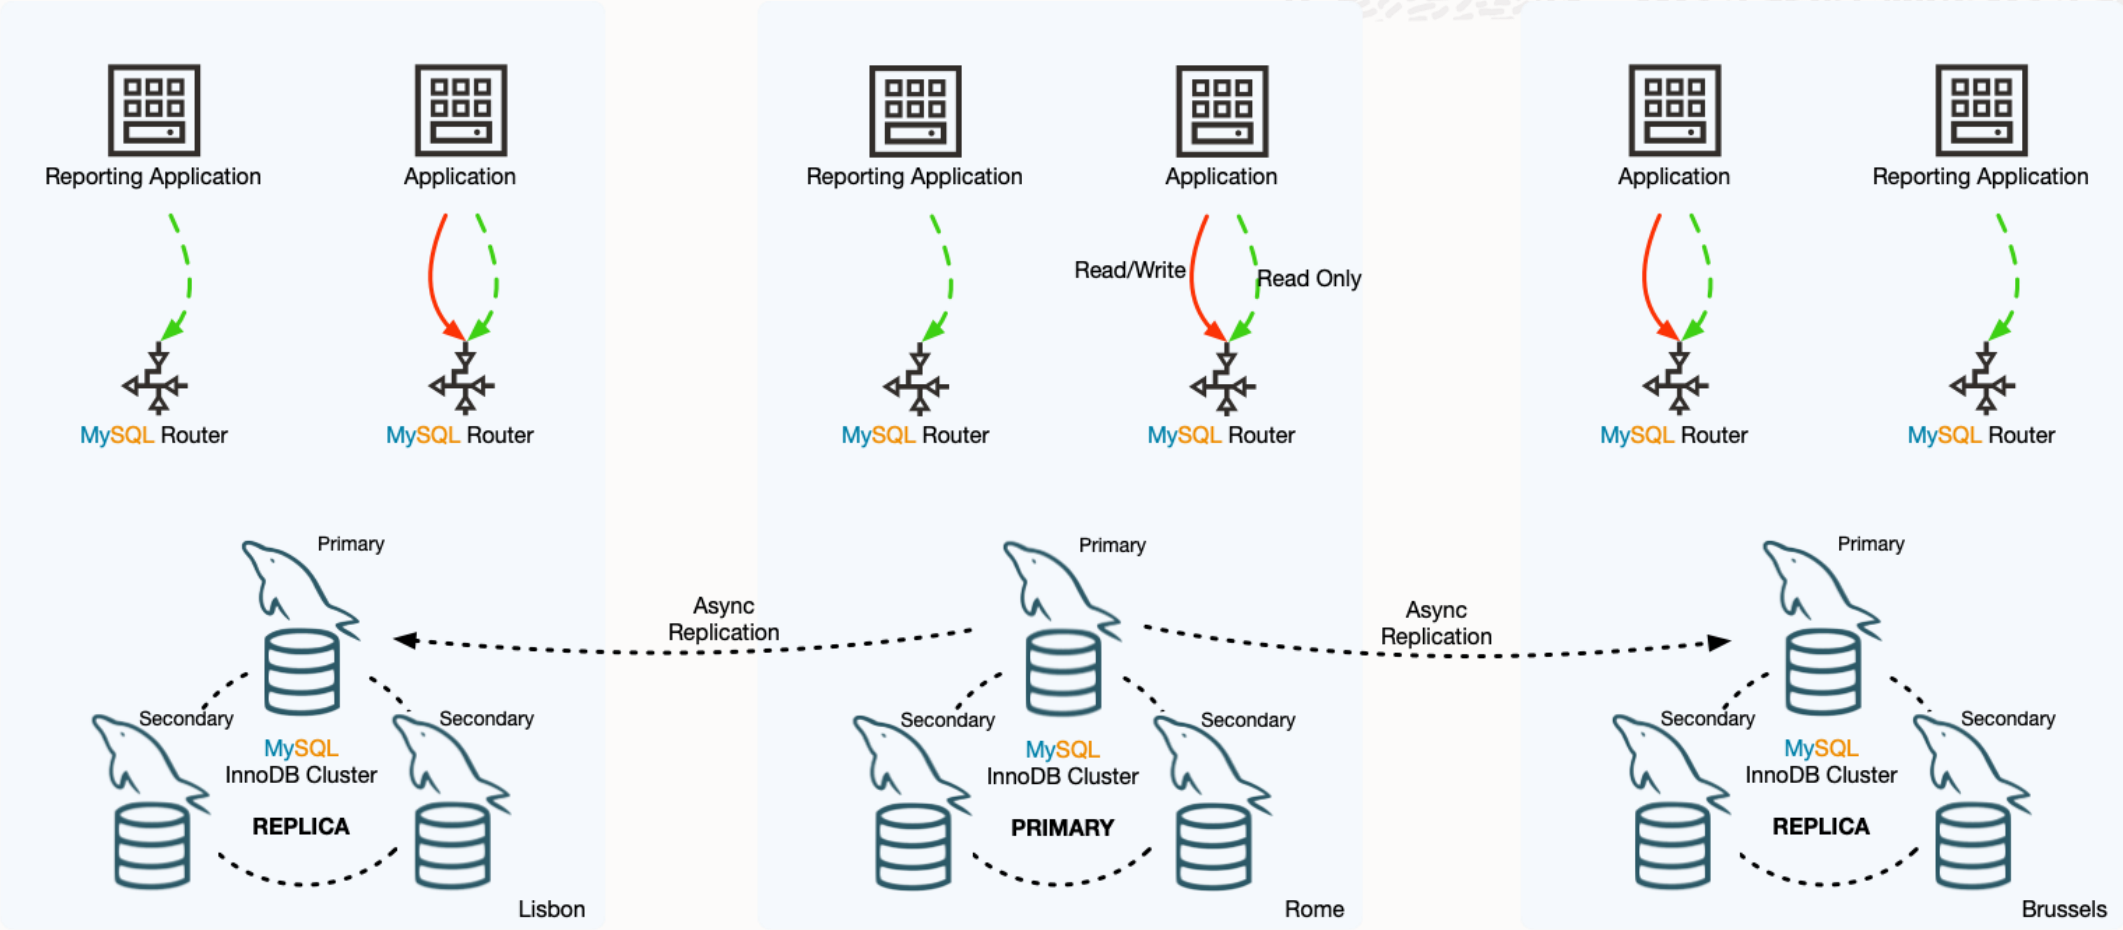 Reporting Application
Application
Reporting Application
Application
Application
Reporting Application
Read/Write
Read Only
MySQL Router
MySQL Router
MySQL Router
MySQL Router
MySQL Router
MySQL Router
Primary
Primary
Primary
Async
Replication
Async
Replication
Secondary
Secondary
MySQL
InnoDB Cluster
REPLICA
Secondary
Secondary
MySQL
InnoDB Cluster
PRIMARY
Secondary
Secondary
MySQL
InnoDB Cluster
REPLICA
Lisbon
Rome
Brussels